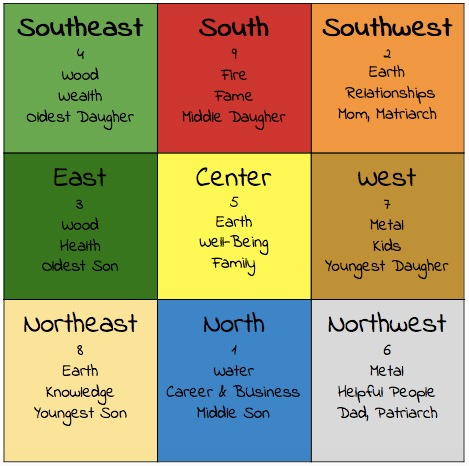 Southeast
4
Wood
Wealth
Oldest Daugher
South
9
Fire
Fame
Middle Daugher
Southwest
2
Earth
Relationships
Mom, Matriarch
East
3
Wood
Health
Oldest Son
Center
5
Earth
Well-Being
Family
West
7
Metal
Kids
Youngest Daugher
Northeast
8
Earth
Knowledge
Youngest Son
North
1
Water
Career & Business
Middle Son
Northwest
6
Metal
Helpful People
Dad, Patriarch